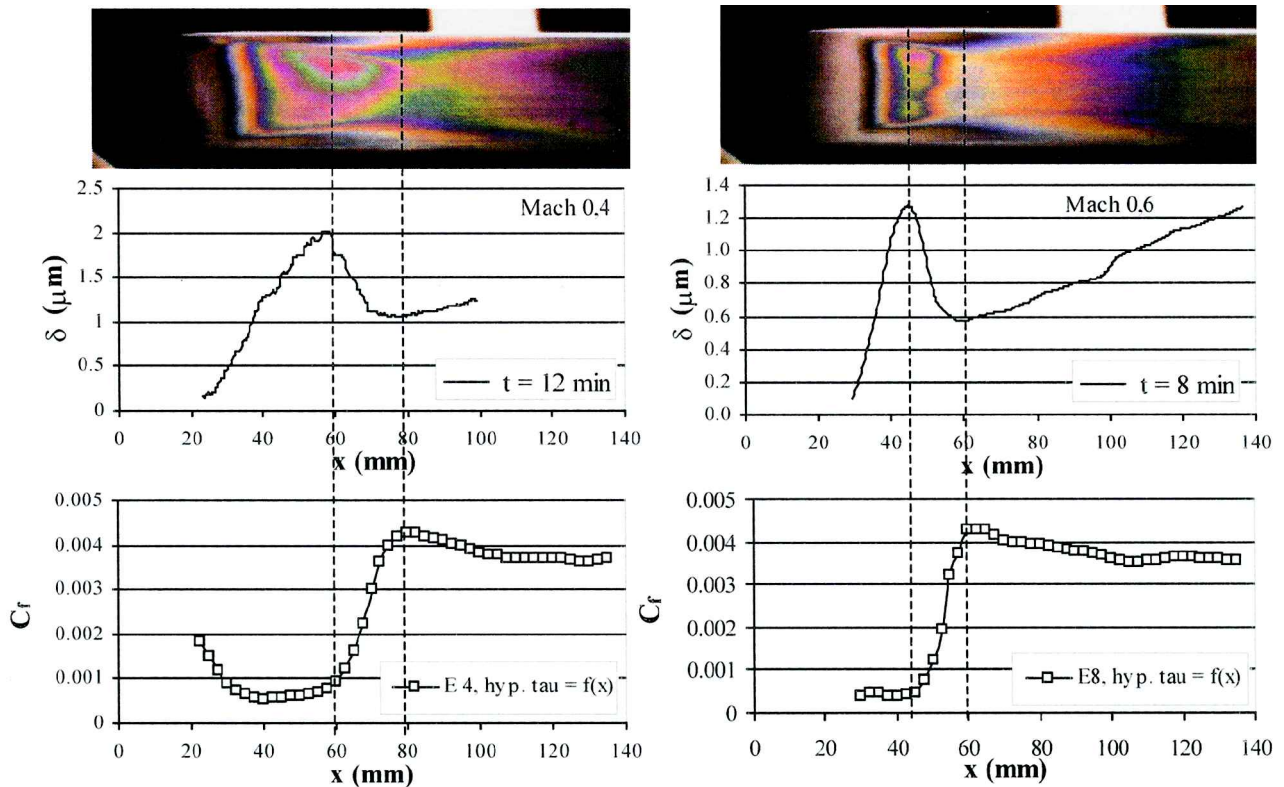 Mach 0.4
2.5
2
1.5
1
0.5
0
δ (μm)
t = 12 min
0 20 40 60 80 100 120 140
x (mm)
Mach 0.6
1.4
1.2
1.0
0.8
0.6
0.4
0.2
0.0
δ (μm)
t = 8 min
0 20 40 60 80 100 120 140
x (mm)
0.005
0.004
0.003
0.002
0.001
0
Cf
E4, hyp. tau = f(x)
0 20 40 60 80 100 120 140
x (mm)
0.005
0.004
0.003
0.002
0.001
0
Cf
E8, hyp. tau = f(x)
0 20 40 60 80 100 120 140
x (mm)